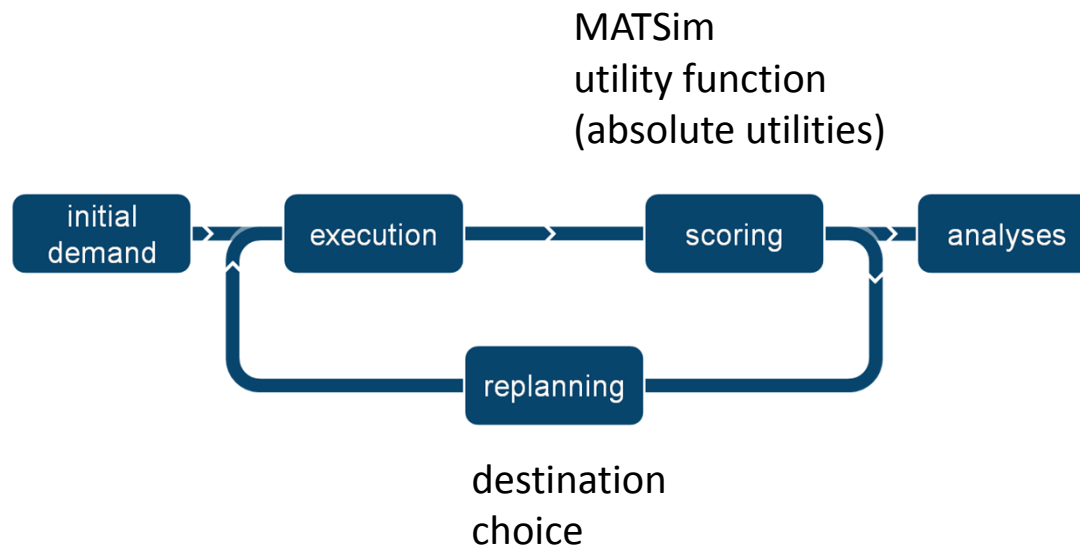 MATSim
utility function
(absolute utilities)
initial
demand
execution
scoring
analyses
replanning
destination
choice